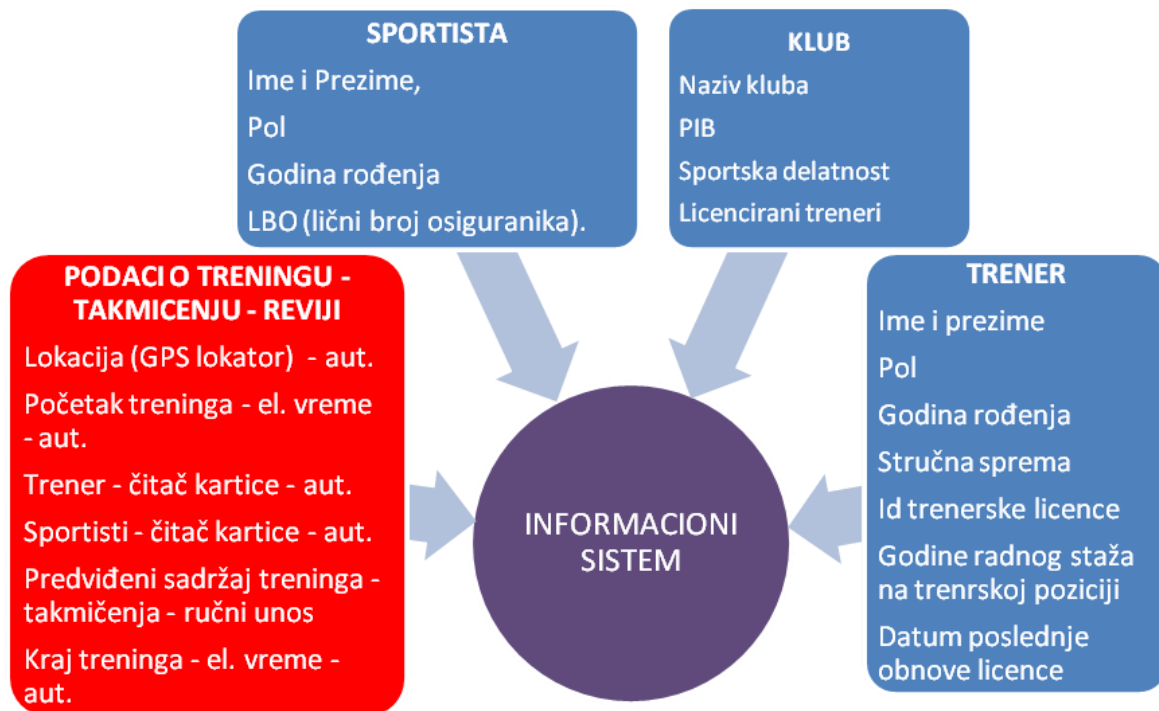 SPORTISTA
Ime i Prezime,
Pol
Godina rođenja
LBO (lični broj osiguranika).
KLUB
Naziv kluba
PIB
Sportska delatnost
Licencirani treneri
PODACI O TRENINGU -
TAKMICENJU - REVIJI
Lokacija (GPS lokator)  - aut.
Početak treninga - el. vreme
- aut.
Trener - čitač kartice - aut.
Sportisti - čitač kartice - aut.
Predviđeni sadržaj treninga -
takmičenja - ručni unos
Kraj treninga - el. vreme -
aut.
TRENER
Ime i prezime
Pol
Godina rođenja
Stručna sprema
Id trenerske licence
Godine radnog staža
na trenrskoj poziciji
Datum poslednje
obnove licence
INFORMACIONI
SISTEM